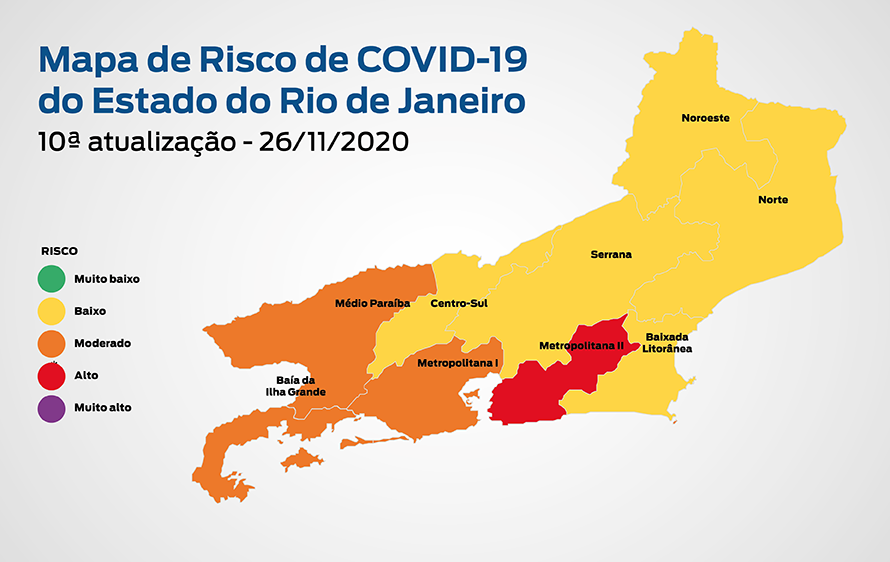 Mapa de Risco de COVID-19
do Estado do Rio de Janeiro
10ª atualização - 26/11/2020
RISCO
Muito baixo
Baixo
Moderado
Alto
Muito alto
Noroeste
Norte
Serrana
Médio Paraíba
Centro-Sul
Metropolitana II
Baixada
Litorânea
Metropolitana I
Baía da
Ilha Grande